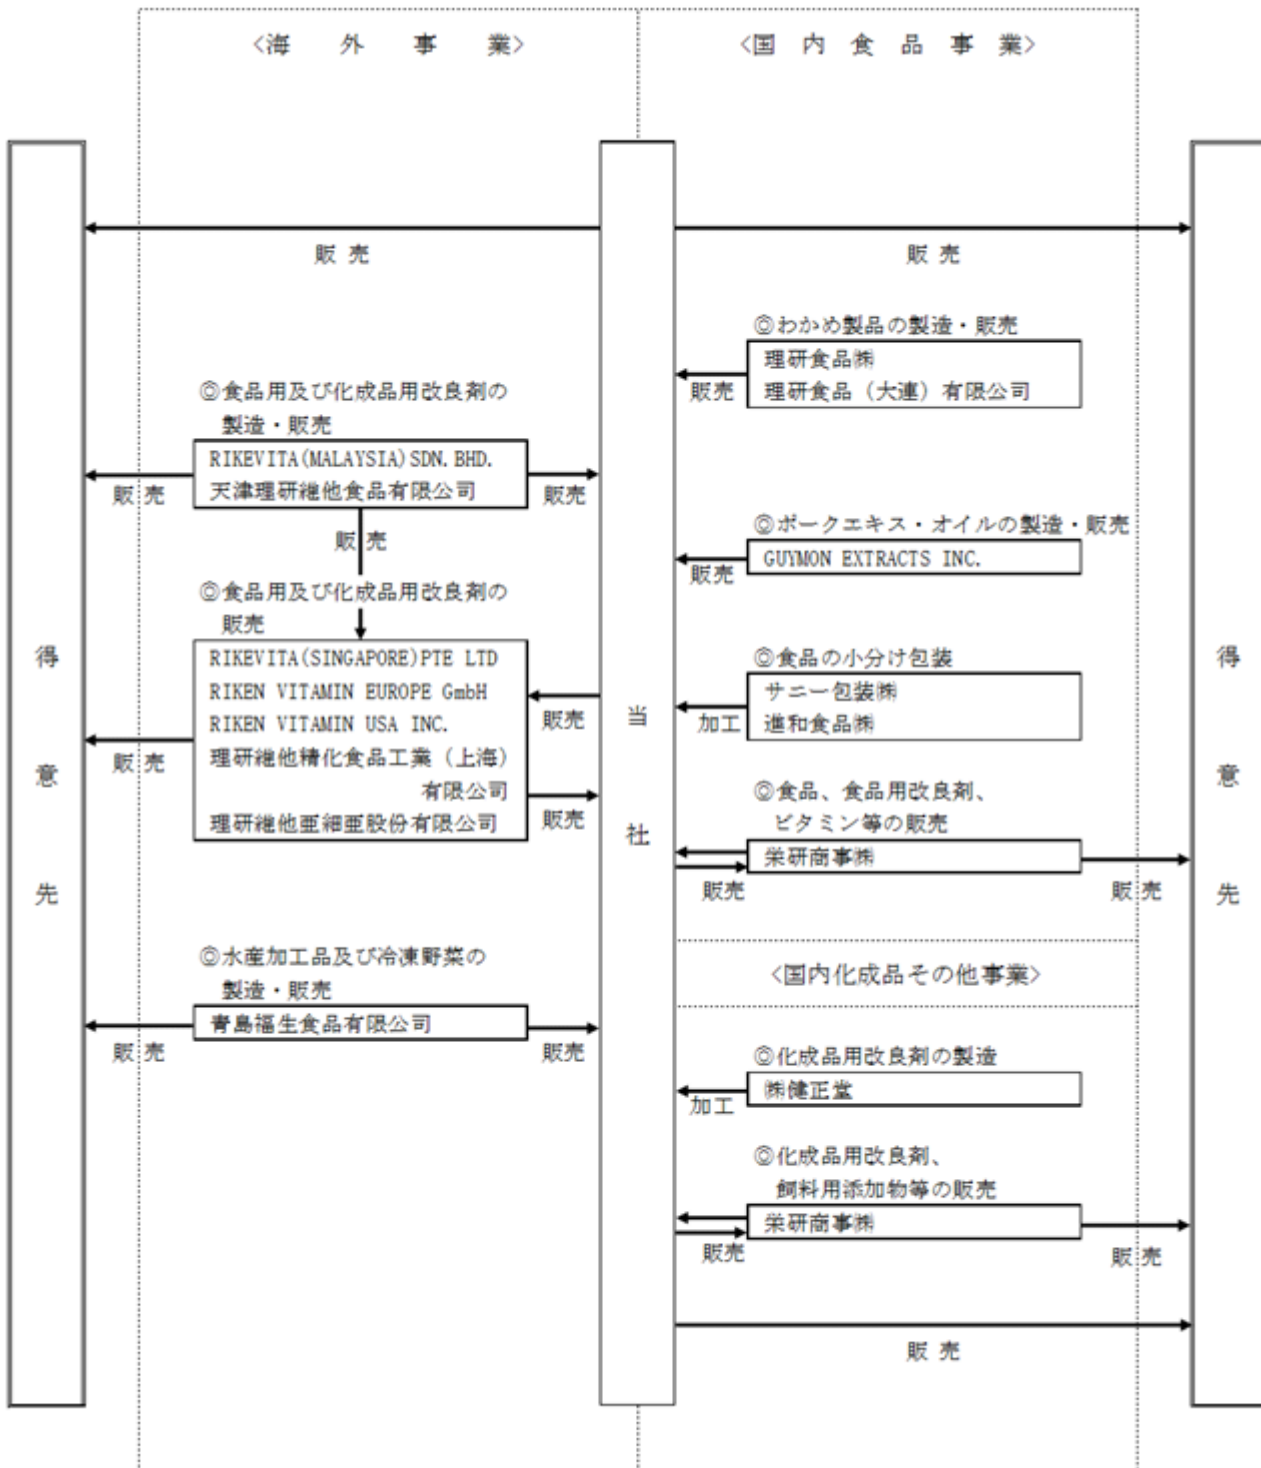 <海外事業>
<国内食品事業>
販売
販売
◎わかめ製品の製造・販売
理研食品㈱
理研食品（大連）有限公司
販売
◎食品用及び化成品用改良剤の
製造・販売
RIKEVITA(MALAYSIA)SDN.BHD.
天津理研維他食品有限公司
販売
販売
販売
◎ポークエキス・オイルの製造・販売
GUYMON EXTRACTS INC.
販売
◎食品用及び化成品用改良剤の
販売
RIKEVITA(SINGAPORE)PTE LTD
RIKEN VITAMIN EUROPE GmbH
RIKEN VITAMIN USA INC.
理研維他精化食品工業（上海）
有限公司
理研維他亜細亜股份有限公司
販売
販売
販売
◎食品の小分け包装
サニー包装㈱
進和食品㈱
加工
◎食品、食品用改良剤、
ビタミン等の販売
栄研商事㈱
販売
販売
得意先
当社
得意先
◎水産加工品及び冷凍野菜の
製造・販売
青島福生食品有限公司
販売
販売
<国内化成品その他事業>
◎化成品用改良剤の製造
㈱健正堂
加工
◎化成品用改良剤、
飼料用添加物等の販売
栄研商事㈱
販売
販売
販売